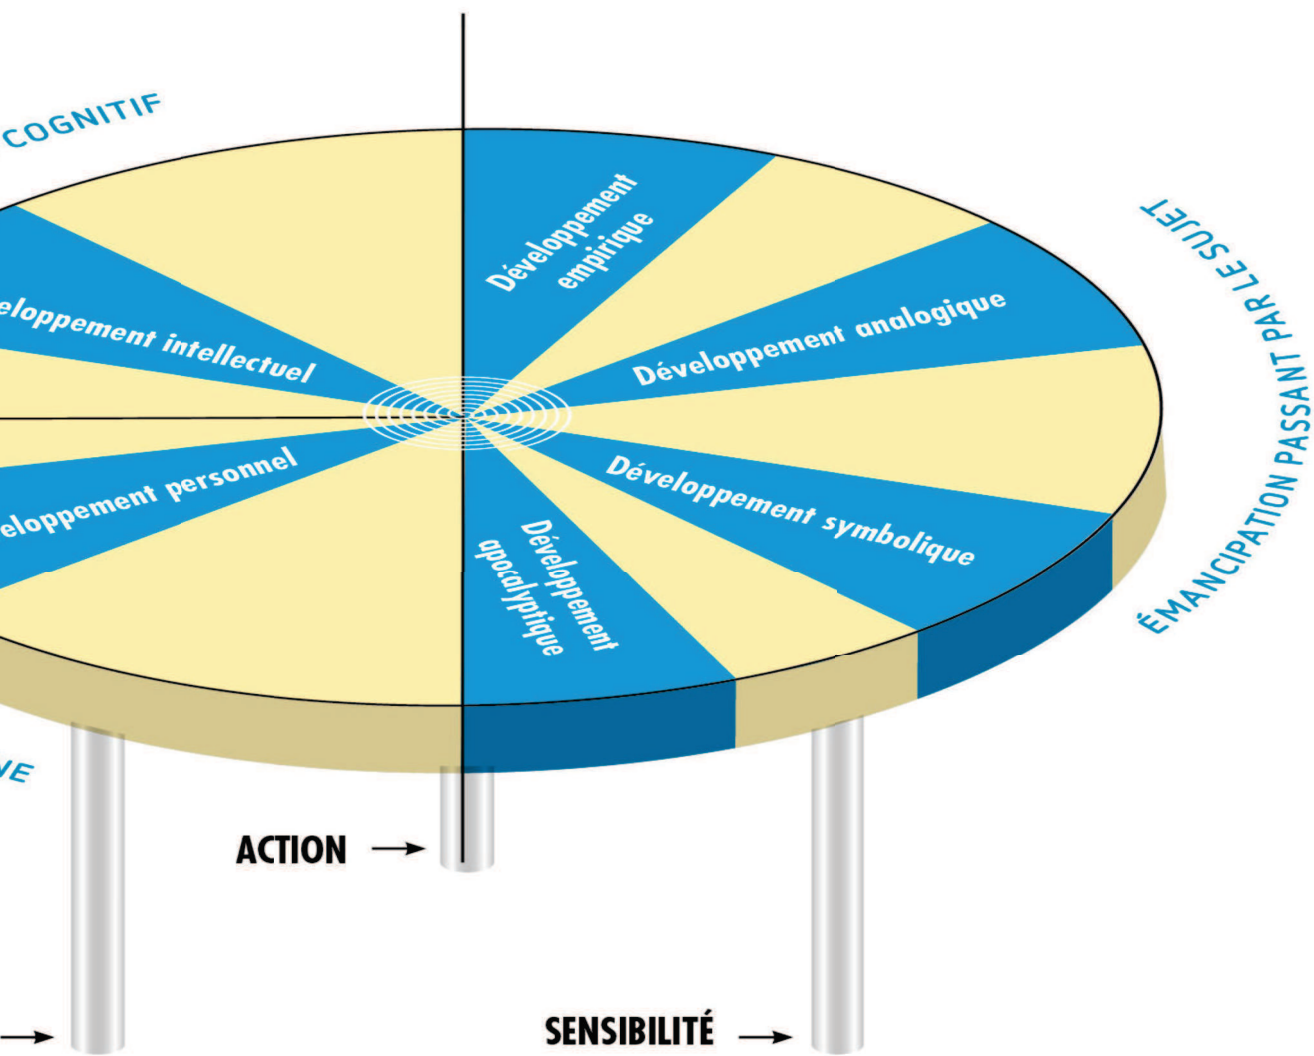 COGNITIF
Développement
empirique
ÉMANCIPATION PASSANT PAR LE SUJET
Développement analogique
eloppement intellectuel
eloppement personnel
Développement symbolique
Développement
apocalyptique
NE
ACTION
SENSIBILITÉ